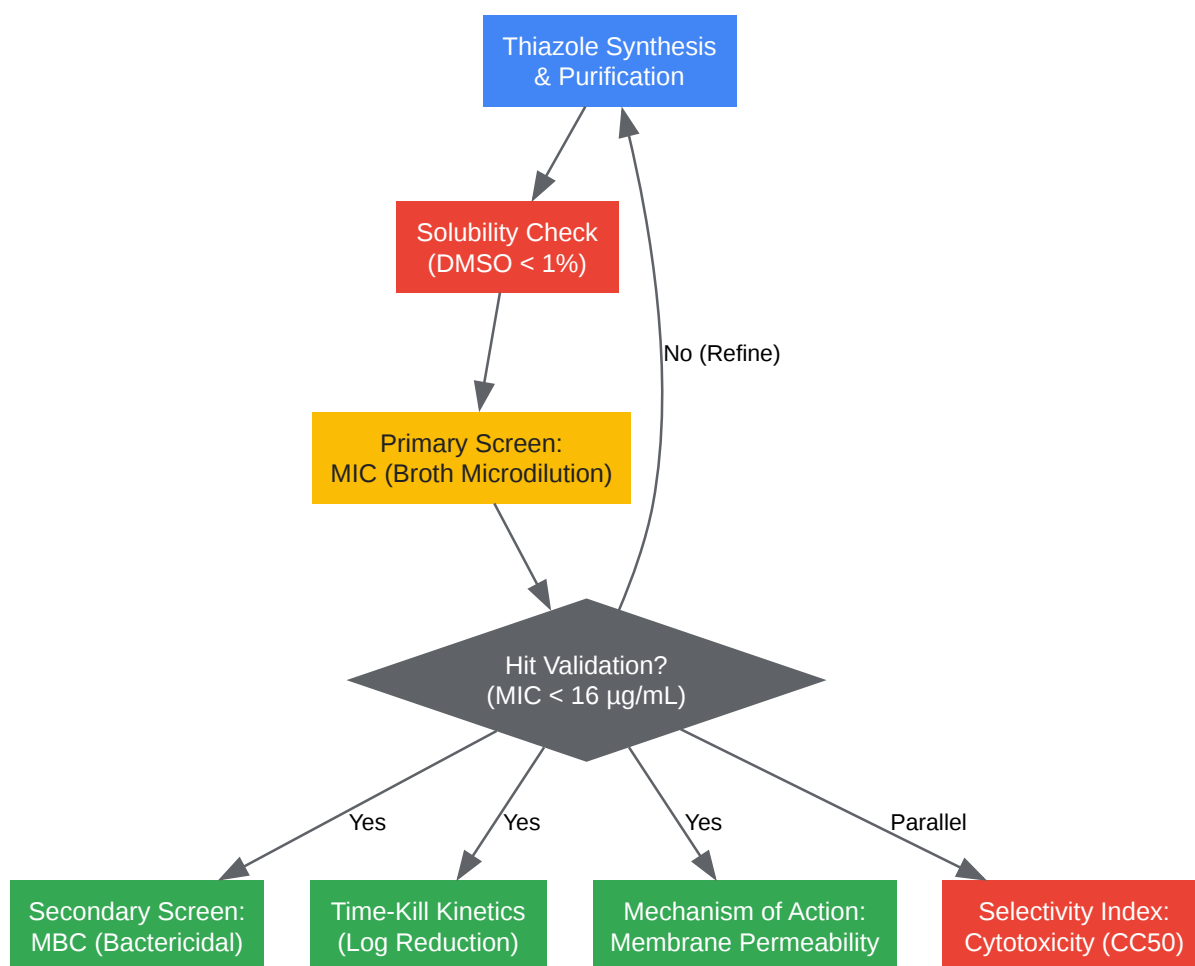 Thiazole Synthesis
& Purification
Solubility Check
(DMSO < 1%)
No (Refine)
Primary Screen:
MIC (Broth Microdilution)
Hit Validation?
(MIC < 16 µg/mL)
Yes
Yes
Yes
Parallel
Secondary Screen:
MBC (Bactericidal)
Time-Kill Kinetics
(Log Reduction)
Mechanism of Action:
Membrane Permeability
Selectivity Index:
Cytotoxicity (CC50)